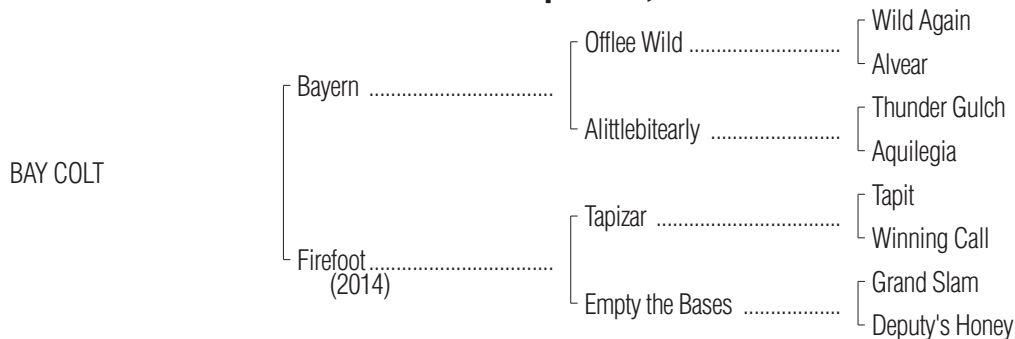 Wild Again
Offlee Wild ..............................
Alvear
Bayern ..................................
Thunder Gulch
Alittlebitearly .........................
Aquilegia
BAY COLT
Tapit
Tapizar ...................................
Winning Call
Firefoot ...................................
(2014)
Grand Slam
Empty the Bases ...................
Deputy's Honey